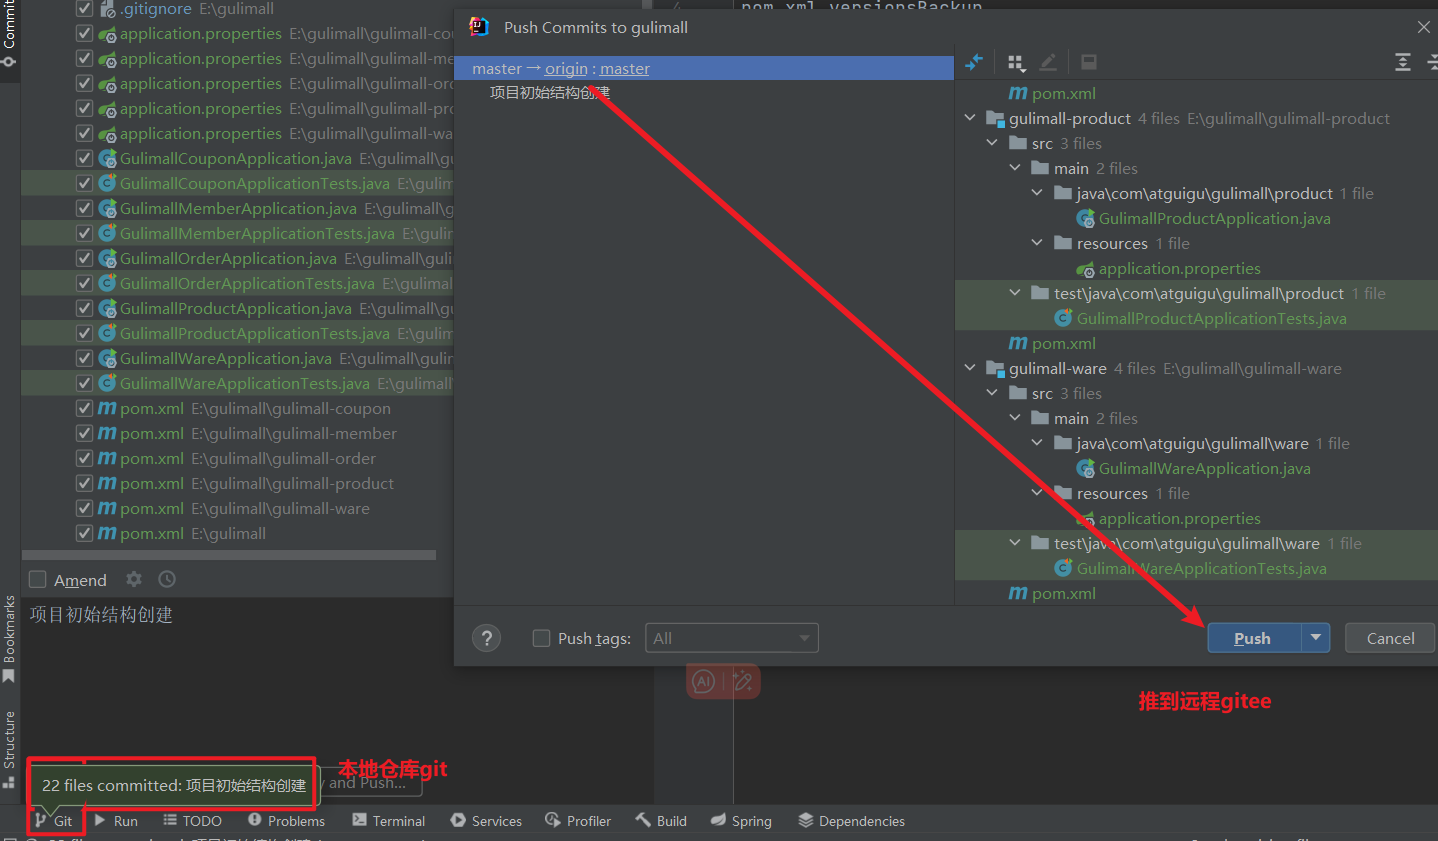 Commit
.gitignore E:\gulimall
application.properties E:\gulimall\gulimall-cou
application.properties E:\gulimall\gulimall-me
application.properties E:\gulimall\gulimall-ord
application.properties E:\gulimall\gulimall-pro
application.properties E:\gulimall\gulimall-wa
GulimallCouponApplication.java E:\gulimall\gu
GulimallCouponApplicationTests.java E:\gulim
GulimallMemberApplication.java E:\gulimall\g
GulimallMemberApplicationTests.java E:\gulim
GulimallOrderApplication.java E:\gulimall\guli
GulimallOrderApplicationTests.java E:\gulimal
GulimallProductApplication.java E:\gulimall\gu
GulimallProductApplicationTests.java E:\gulim
GulimallWareApplication.java E:\gulimall\gulim
GulimallWareApplicationTests.java E:\gulimall\
pom.xml E:\gulimall\gulimall-coupon
pom.xml E:\gulimall\gulimall-member
pom.xml E:\gulimall\gulimall-order
pom.xml E:\gulimall\gulimall-product
pom.xml E:\gulimall\gulimall-ware
pom.xml E:\gulimall
Amend
项目初始结构创建
Bookmarks
Structure
22 files committed: 项目初始结构创建
and Push...
本地仓库git
Git
Run
TODO
Problems
Terminal
Services
Profiler
Build
Spring
Dependencies
4
pom.xml.versionsBackup
Push Commits to gulimall
master → origin : master
项目初始结构创建
pom.xml
gulimall-product 4 files E:\gulimall\gulimall-product
src 3 files
main 2 files
java\com\atguigu\gulimall\product 1 file
GulimallProductApplication.java
resources 1 file
application.properties
test\java\com\atguigu\gulimall\product 1 file
GulimallProductApplicationTests.java
pom.xml
gulimall-ware 4 files E:\gulimall\gulimall-ware
src 3 files
main 2 files
java\com\atguigu\gulimall\ware 1 file
GulimallWareApplication.java
resources 1 file
application.properties
test\java\com\atguigu\gulimall\ware 1 file
GulimallWareApplicationTests.java
pom.xml
?
Push tags:
All
Push
Cancel
AI
推到远程gitee